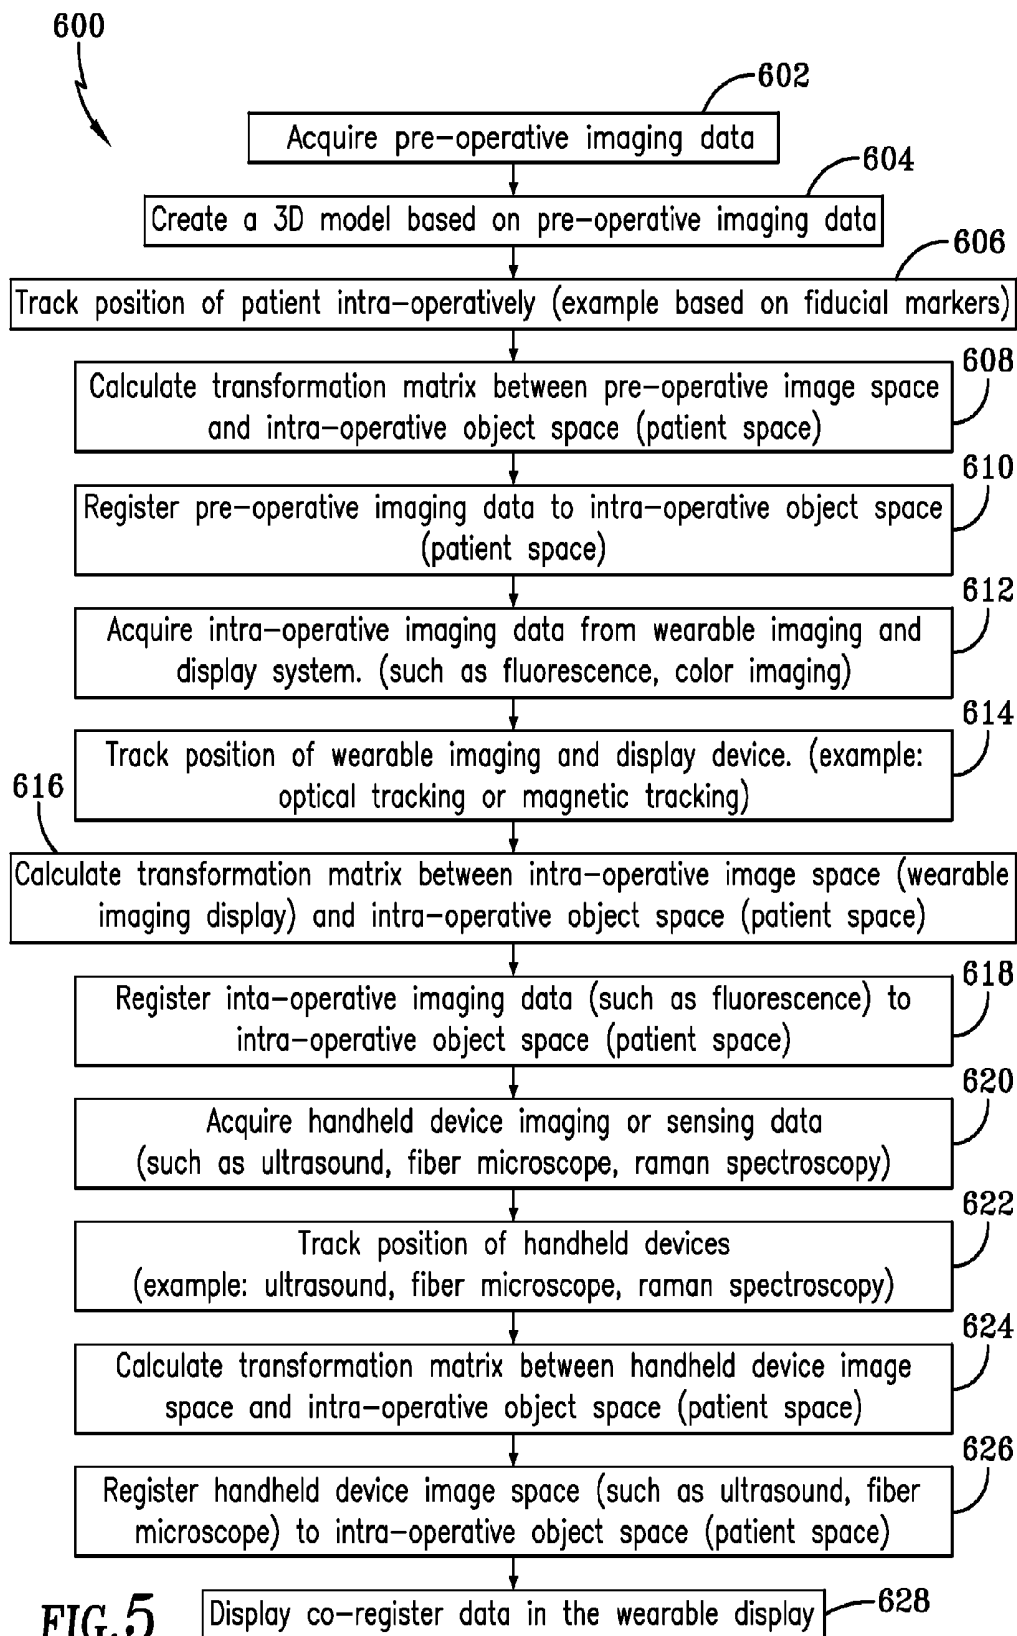 600
602
Acquire pre-operative imaging data
604
Create a 3D model based on pre-operative imaging data
606
Track position of patient intra-operatively (example based on fiducial markers)
608
Calculate transformation matrix between pre-operative image space
and intra-operative object space (patient space)
610
Register pre-operative imaging data to intra-operative object space
(patient space)
612
Acquire intra-operative imaging data from wearable imaging and
display system. (such as fluorescence, color imaging)
614
Track position of wearable imaging and display device. (example:
optical tracking or magnetic tracking)
616
Calculate transformation matrix between intra-operative image space (wearable
imaging display) and intra-operative object space (patient space)
618
Register inta-operative imaging data (such as fluorescence) to
intra-operative object space (patient space)
620
Acquire handheld device imaging or sensing data
(such as ultrasound, fiber microscope, raman spectroscopy)
622
Track position of handheld devices
(example: ultrasound, fiber microscope, raman spectroscopy)
624
Calculate transformation matrix between handheld device image
space and intra-operative object space (patient space)
626
Register handheld device image space (such as ultrasound, fiber
microscope) to intra-operative object space (patient space)
Display co-register data in the wearable display
628
FIG. 5